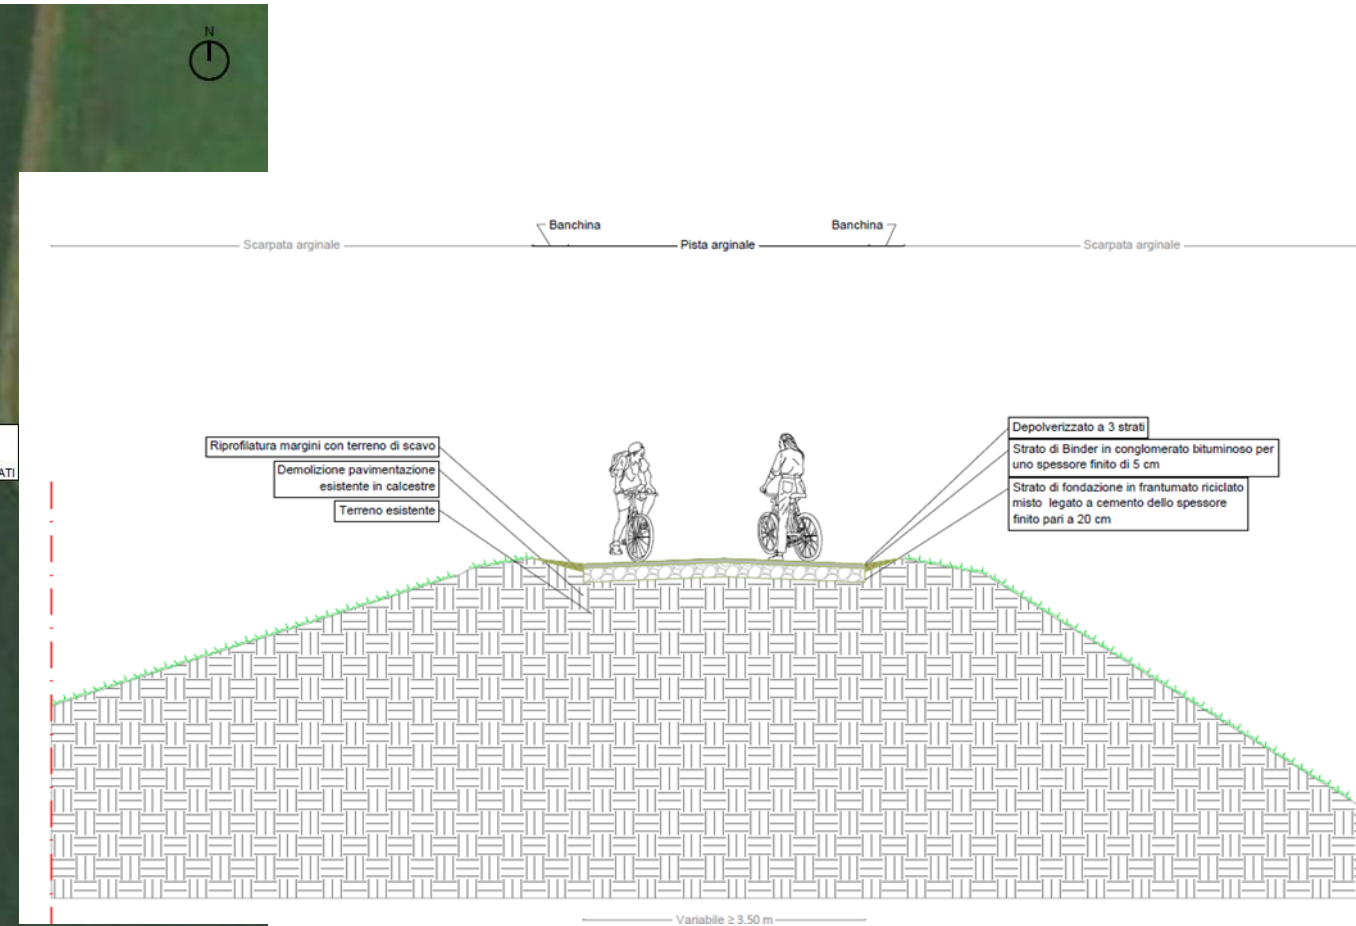 N
Banchina
Banchina
Scarpata arginale
Pista arginale
Scarpata arginale
Riprofilatura margini con terreno di scavo
Demolizione pavimentazione
esistente in calcestre
Terreno esistente
Depolverizzato a 3 strati
Strato di Binder in conglomerato bituminoso per
uno spessore finito di 5 cm
Strato di fondazione in frantumato riciclato
misto legato a cemento dello spessore
finito pari a 20 cm
ATI
Variabile ≥ 3.50 m